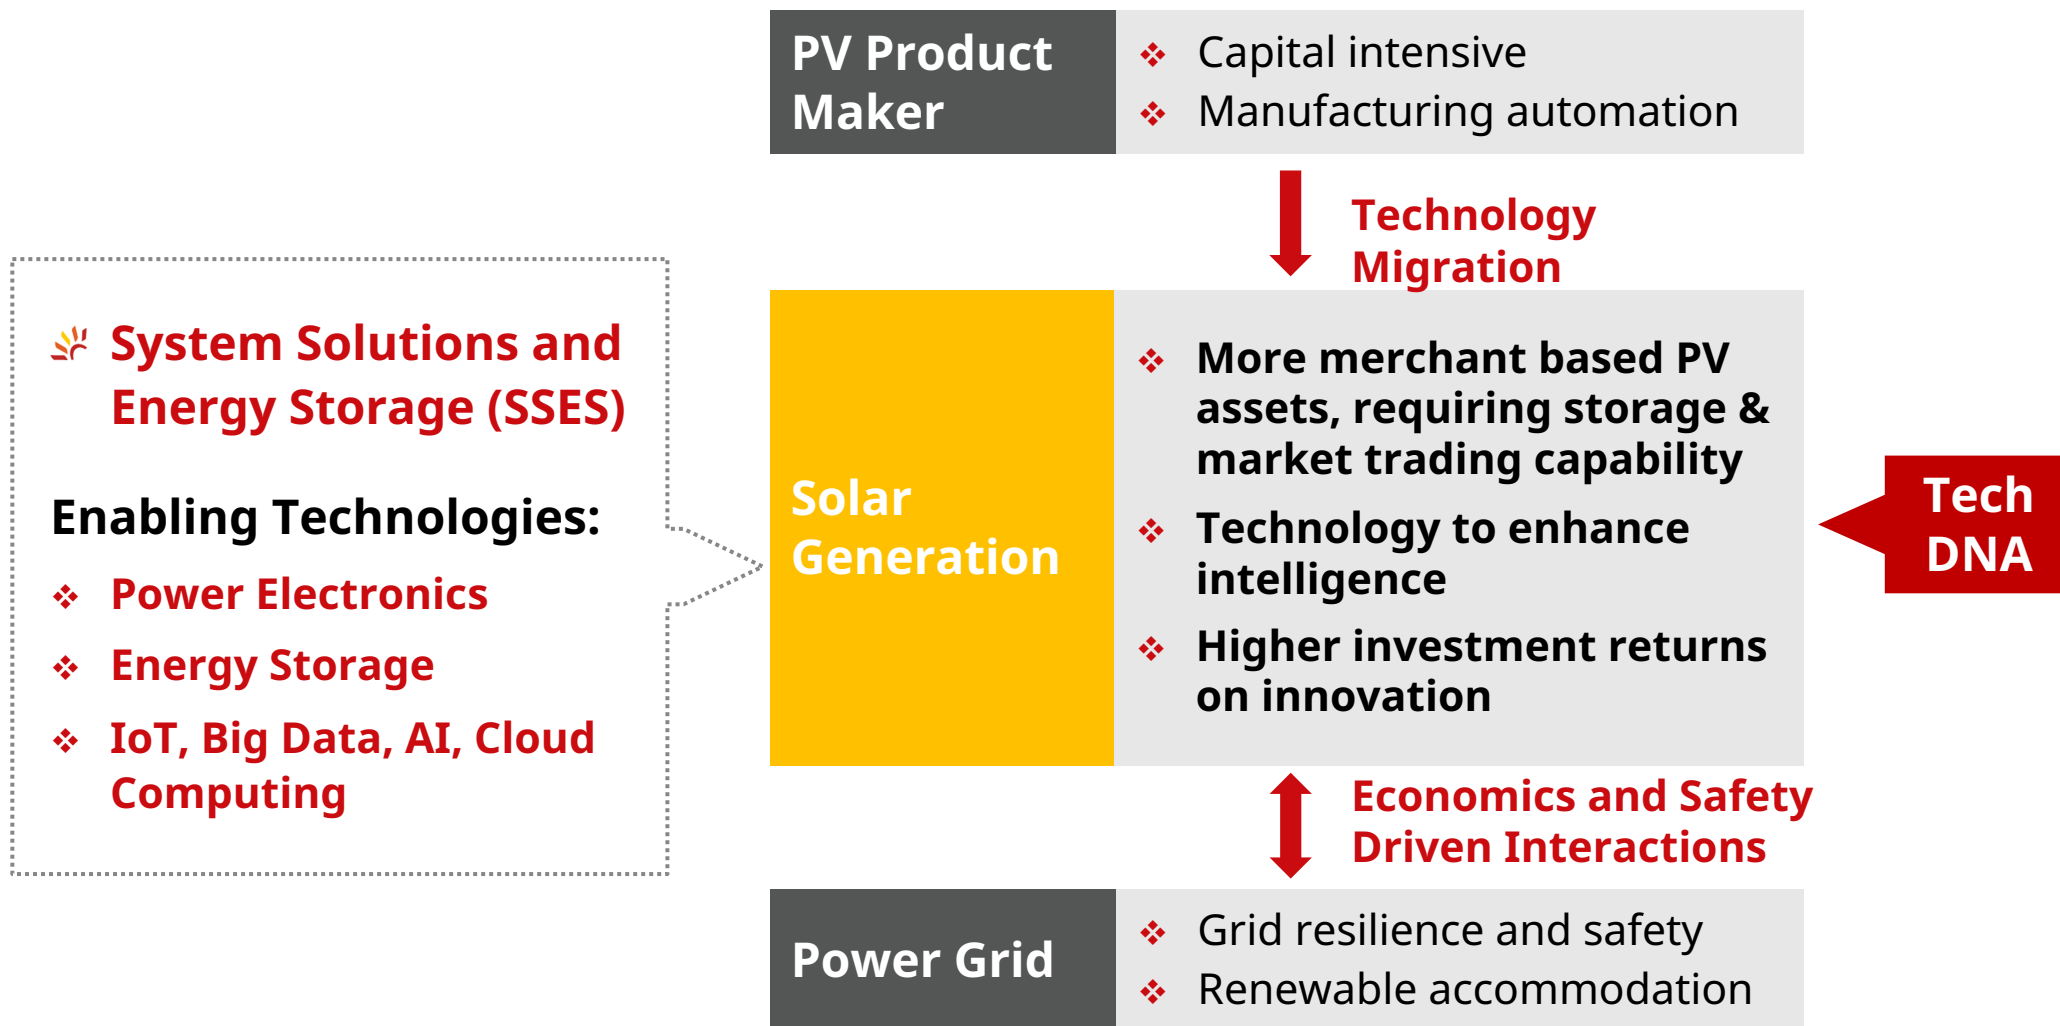 PV Product
Maker
❖ Capital intensive
❖ Manufacturing automation
Technology
Migration
System Solutions and
Energy Storage (SSES)
Enabling Technologies:
❖ Power Electronics
❖ Energy Storage
❖ IoT, Big Data, AI, Cloud
Computing
Solar
Generation
❖ More merchant based PV
assets, requiring storage &
market trading capability
❖ Technology to enhance
intelligence
❖ Higher investment returns
on innovation
Tech
DNA
Economics and Safety
Driven Interactions
Power Grid
❖ Grid resilience and safety
❖ Renewable accommodation